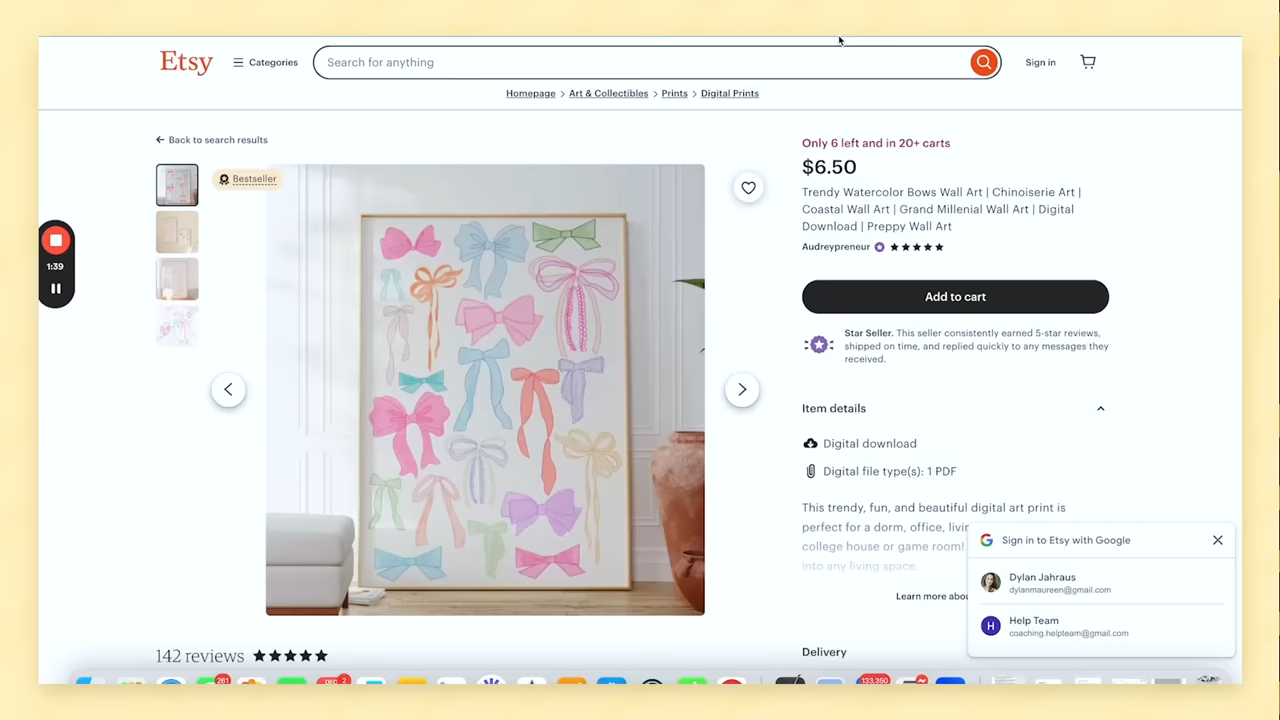 Etsy
Categories
Search for anything
Sign in
Homepage > Art & Collectibles > Prints > Digital Prints
Back to search results
Bestseller
Only 6 left and in 20+ carts
$6.50
Trendy Watercolor Bows Wall Art | Chinoiserie Art |
Coastal Wall Art | Grand Millenial Wall Art | Digital
Download | Preppy Wall Art
Audreypreneur
Add to cart
Star Seller. This seller consistently earned 5-star reviews,
shipped on time, and replied quickly to any messages they
received.
1:39
Item details
Digital download
Digital file type(s): 1 PDF
This trendy, fun, and beautiful digital art print is
perfect for a dorm, office,
college house or game room!
into any living space.
Learn more
Sign in to Etsy with Google
Dylan Jahraus
dylanmaureen@gmail.com
H
Help Team
coaching.helpteam@gmail.com
142 reviews
Delivery
261
DEC
2
133,350